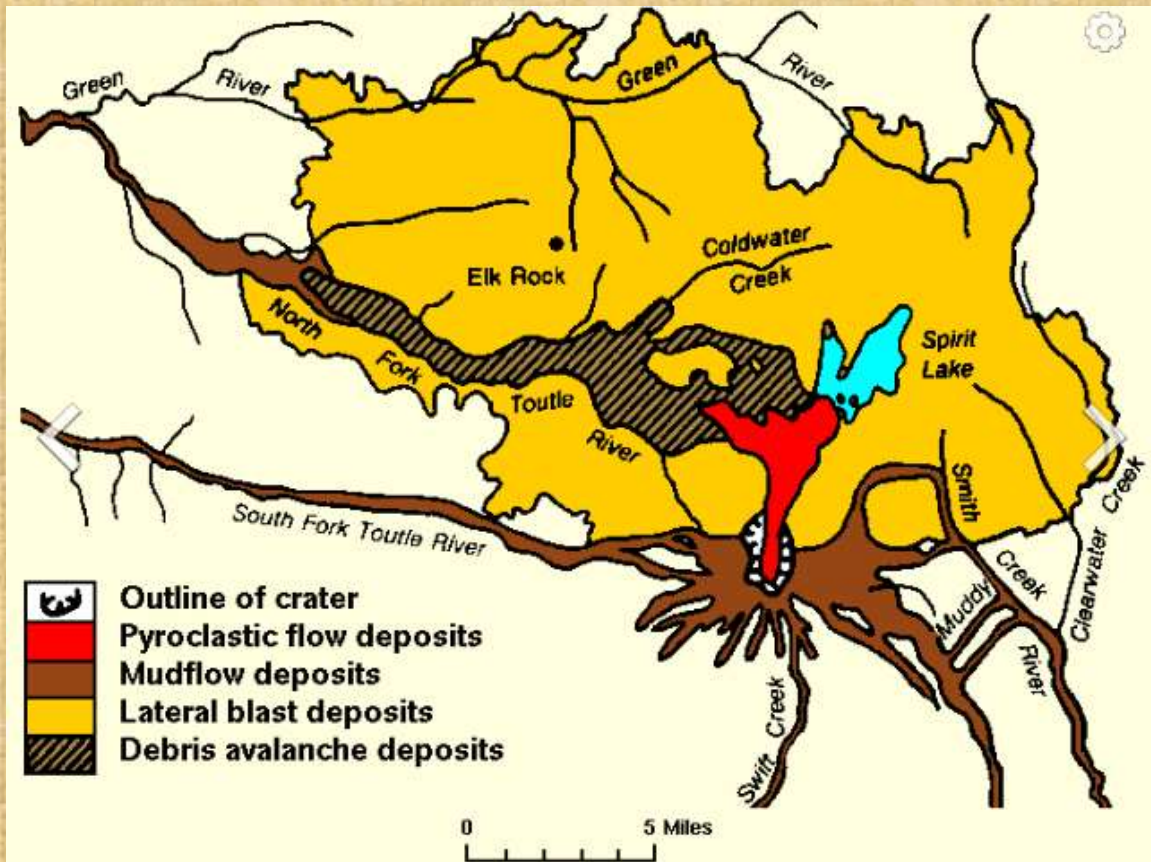 Green
River
Green
River
Coldwater
Creek
Elk Rock
Spirit
Lake
North
Fork
Toutle
River
Smith
Creek
Clearwater Creek
South Fork Toutle River
Muddy
River
Swift Creek
Outline of crater
Pyroclastic flow deposits
Mudflow deposits
Lateral blast deposits
Debris avalanche deposits
0 5 Miles